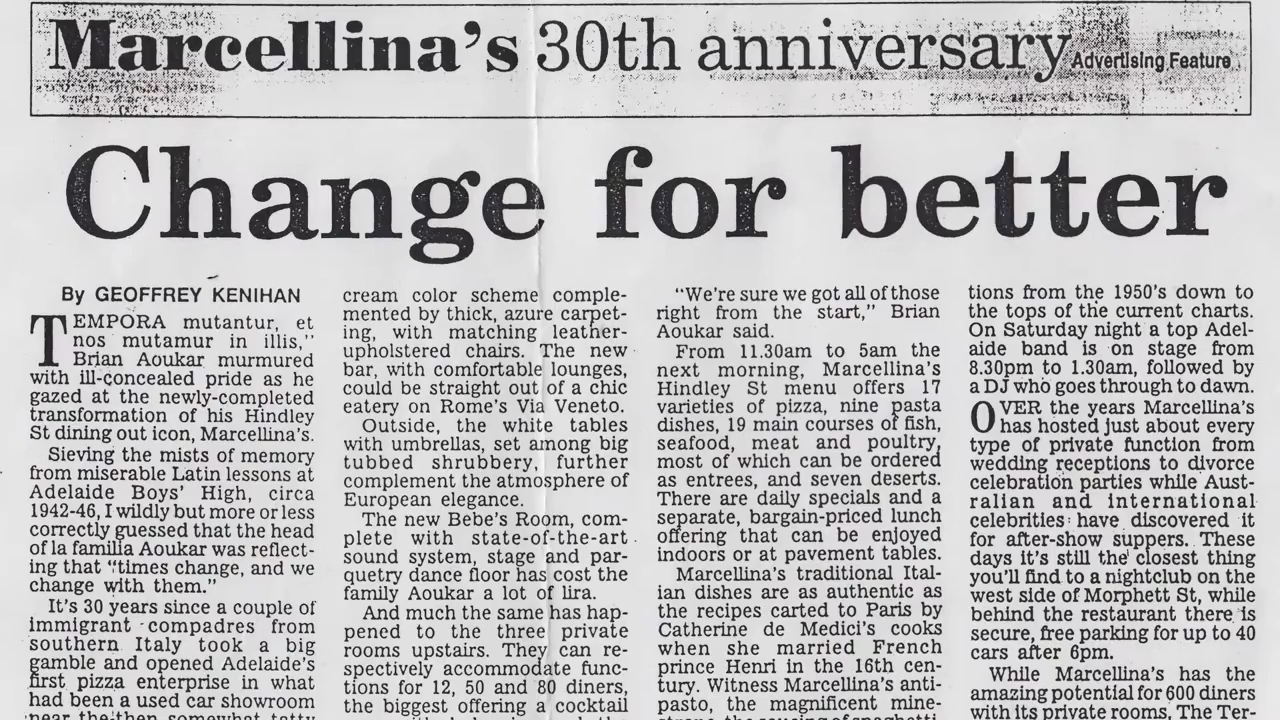 Marcellina's 30th anniversary Advertising Feature
Change for better
By GEOFFREY KENIHAN
TEMPORA mutantur, et
nos mutamur in illis,"
Brian Aoukar murmured
with ill-concealed pride as he
gazed at the newly-completed
transformation of his Hindley
St dining out icon, Marcellina's.
Sieving the mists of memory
from miserable Latin lessons at
Adelaide Boys' High, circa
1942-46, I wildly but more or less
correctly guessed that the head
of la familia Aoukar was reflect-
ing that "times change, and we
change with them."
It's 30 years since a couple of
immigrant compadres from
southern Italy took a big
gamble and opened Adelaide's
first pizza enterprise in what
had been a used car showroom
near the then somewhat tatty
cream color scheme comple-
mented by thick, azure carpet-
ing, with matching leather-
upholstered chairs. The new
bar, with comfortable lounges,
could be straight out of a chic
eatery on Rome's Via Veneto.
Outside, the white tables
with umbrellas, set among big
tubbed shrubbery, further
complement the atmosphere of
European elegance.
The new Bebe's Room, com-
plete with state-of-the-art
sound system, stage and par-
quetry dance floor has cost the
family Aoukar a lot of lira.
And much the same has hap-
pened to the three private
rooms upstairs. They can re-
spectively accommodate func-
tions for 12, 50 and 80 diners,
the biggest offering a cocktail
"We're sure we got all of those
right from the start," Brian
Aoukar said.
From 11.30am to 5am the
next morning, Marcellina's
Hindley St menu offers 17
varieties of pizza, nine pasta
dishes, 19 main courses of fish,
seafood, meat and poultry,
most of which can be ordered
as entrees, and seven deserts.
There are daily specials and a
separate, bargain-priced lunch
offering that can be enjoyed
indoors or at pavement tables.
Marcellina's traditional Ital-
ian dishes are as authentic as
the recipes carted to Paris by
Catherine de Medici's cooks
when she married French
prince Henri in the 16th cen-
tury. Witness Marcellina's anti-
pasto, the magnificent mine-
strone, the saucing of spaghetti
tions from the 1950's down to
the tops of the current charts.
On Saturday night a top Adel-
aide band is on stage from
8.30pm to 1.30am, followed by
a DJ who goes through to dawn.
OVER the years Marcellina's
has hosted just about every
type of private function from
wedding receptions to divorce
celebration parties while Aust-
ralian and international
celebrities have discovered it
for after-show suppers. These
days it's still the closest thing
you'll find to a nightclub on the
west side of Morphett St, while
behind the restaurant there is
secure, free parking for up to 40
cars after 6pm.
While Marcellina's has the
amazing potential for 600 diners
with its private rooms, The Ter-